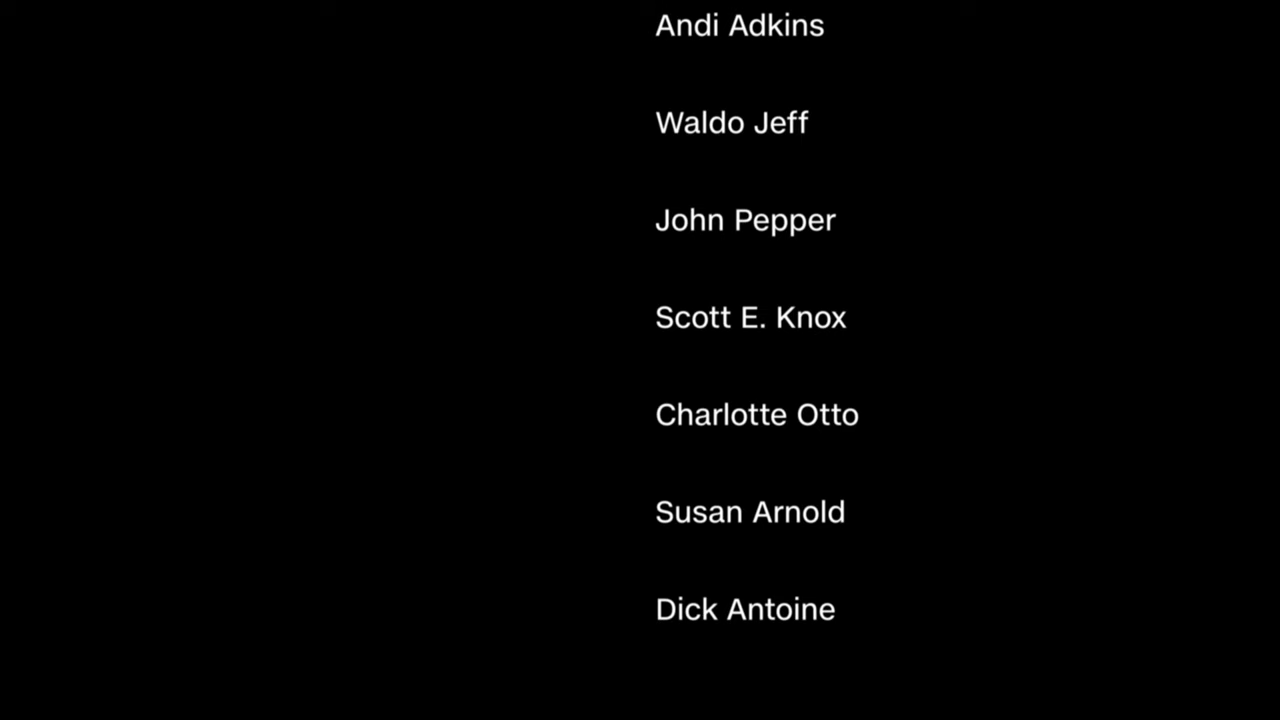 Andi Adkins
Waldo Jeff
John Pepper
Scott E. Knox
Charlotte Otto
Susan Arnold
Dick Antoine